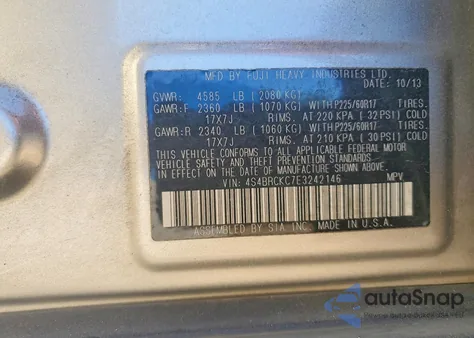 MFD BY FUJI HEAVY INDUSTRIES LTD.
DATE: 10/13
GVWR: 4585 LB (2080 KG)
GAWR:F 2360 LB (1070 KG) WITH P225/60R17 TIRES.
17X7J RIMS. AT 220 KPA (32 PSI) COLD
GAWR:R 2340 LB (1060 KG) WITH P225/60R17 TIRES.
17X7J RIMS. AT 210 KPA (30 PSI) COLD
THIS VEHICLE CONFORMS TO ALL APPLICABLE FEDERAL MOTOR
VEHICLE SAFETY AND THEFT PREVENTION STANDARDS
IN EFFECT ON THE DATE OF MANUFACTURE SHOWN ABOVE.
VIN: 4S4BRCKC7E3242146 MPV
ASSEMBLED BY SIA INC. MADE IN U.S.A.
autoSnap